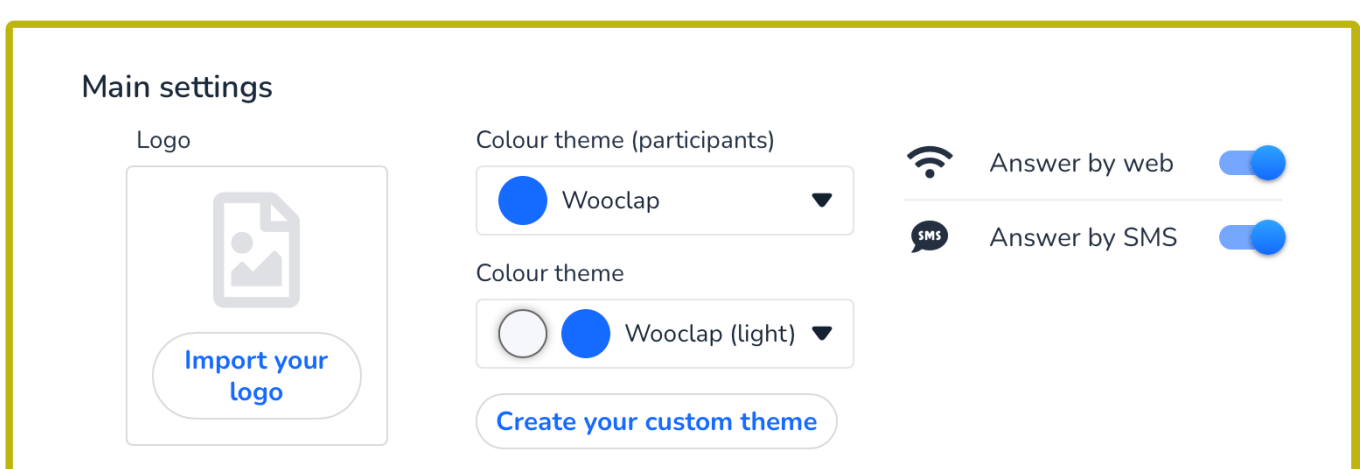 Main settings
Logo
Import your
logo
Colour theme (participants)
Wooclap
Colour theme
Wooclap (light)
Create your custom theme
Answer by web
SMS
Answer by SMS